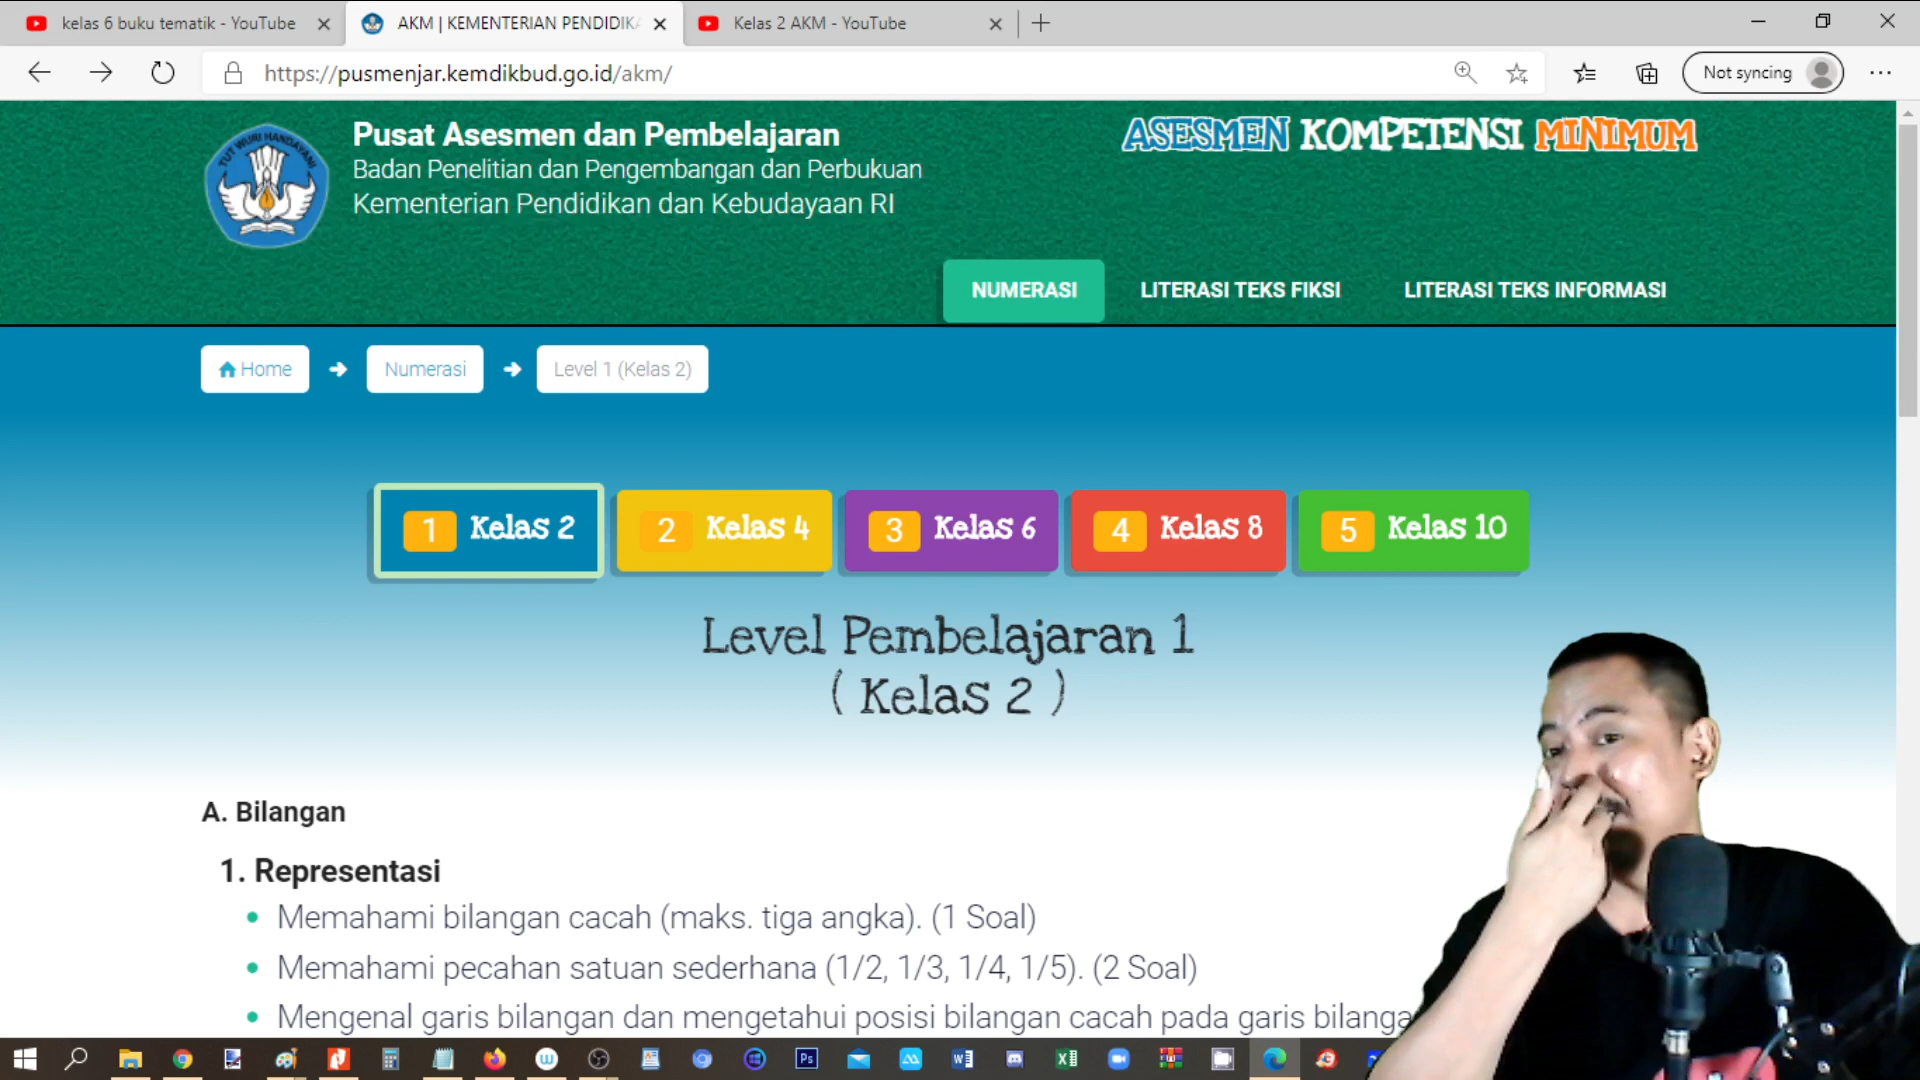 kelas 6 buku tematik - YouTube
AKM | KEMENTERIAN PENDIDIK
Kelas 2 AKM - YouTube
https://pusmenjar.kemdikbud.go.id/akm/
Not syncing
TUT WURI HANDAYANI
Pusat Asesmen dan Pembelajaran
Badan Penelitian dan Pengembangan dan Perbukuan
Kementerian Pendidikan dan Kebudayaan RI
ASESMEN KOMPETENSI MINIMUM
NUMERASI
LITERASI TEKS FIKSI
LITERASI TEKS INFORMASI
Home
Numerasi
Level 1 (Kelas 2)
1 Kelas 2
2 Kelas 4
3 Kelas 6
4 Kelas 8
5 Kelas 10
Level Pembelajaran 1
( Kelas 2 )
A. Bilangan
1. Representasi
Memahami bilangan cacah (maks. tiga angka). (1 Soal)
Memahami pecahan satuan sederhana (1/2, 1/3, 1/4, 1/5). (2 Soal)
Mengenal garis bilangan dan mengetahui posisi bilangan cacah pada garis bilanga
Ps